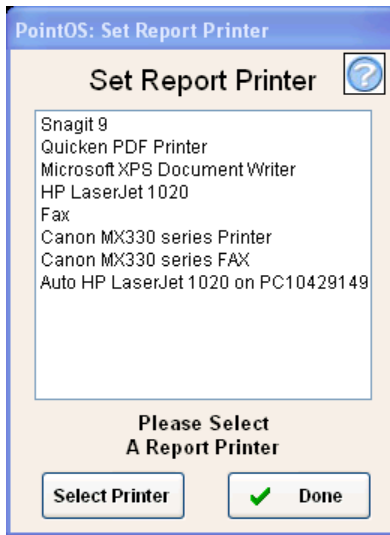 PointOS: Set Report Printer
Set Report Printer
Snagit 9
Quicken PDF Printer
Microsoft XPS Document Writer
HP LaserJet 1020
Fax
Canon MX330 series Printer
Canon MX330 series FAX
Auto HP LaserJet 1020 on PC10429149
Please Select
A Report Printer
Select Printer
Done